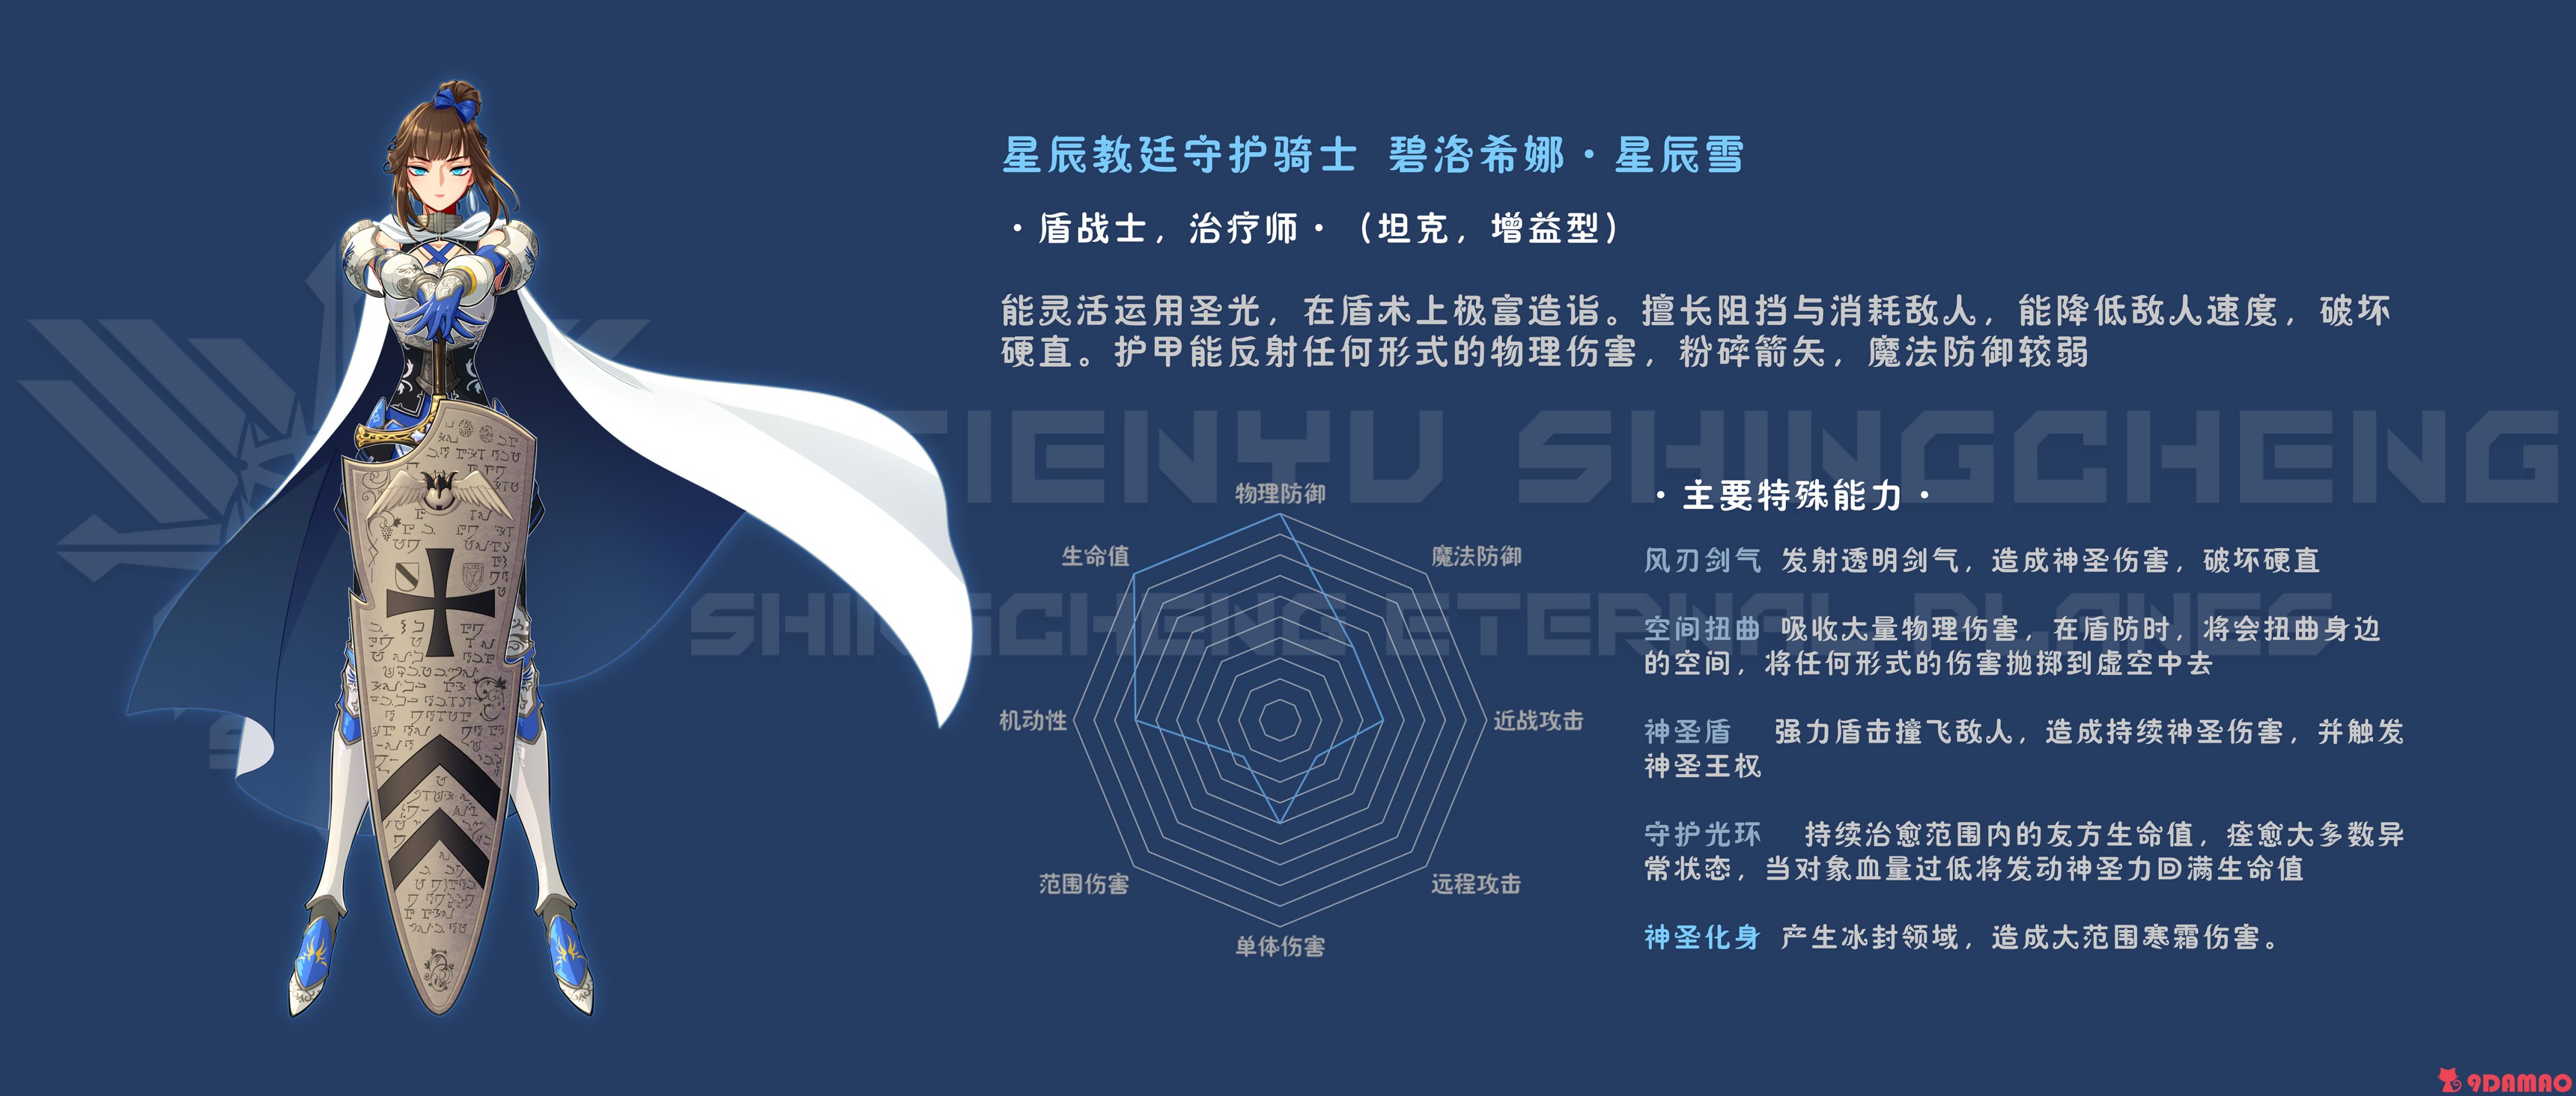 星辰教廷守护骑士 碧洛希娜·星辰雪
·盾战士，治疗师·（坦克，增益型）
能灵活运用圣光，在盾术上极富造诣。擅长阻挡与消耗敌人，能降低敌人速度，破坏
硬直。护甲能反射任何形式的物理伤害，粉碎箭矢，魔法防御较弱
TIENYU SHINGCHENG
SHINGCHENG ETERNAL PLANES
物理防御
魔法防御
近战攻击
远程攻击
单体伤害
范围伤害
机动性
生命值
·主要特殊能力·
风刃剑气 发射透明剑气，造成神圣伤害，破坏硬直
空间扭曲 吸收大量物理伤害，在盾防时，将会扭曲身边
的空间，将任何形式的伤害抛掷到虚空中去
神圣盾 强力盾击撞飞敌人，造成持续神圣伤害，并触发
神圣王权
守护光环 持续治愈范围内的友方生命值，痊愈大多数异
常状态，当对象血量过低将发动神圣力回满生命值
神圣化身 产生冰封领域，造成大范围寒霜伤害。
9DAMAO